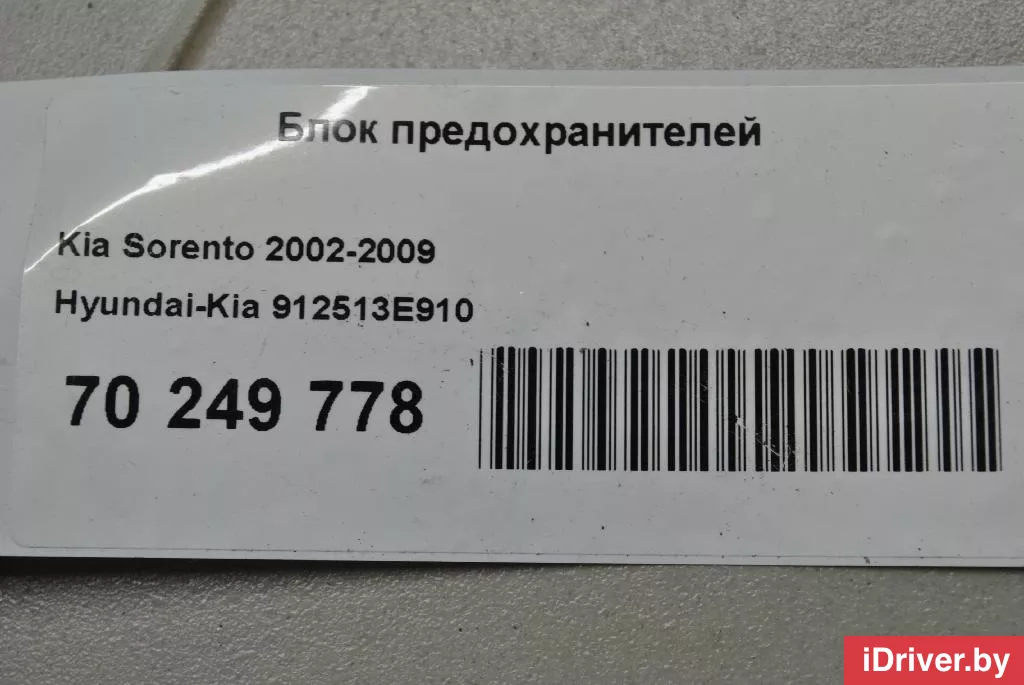 Блок предохранителей
Kia Sorento 2002-2009
Hyundai-Kia 912513E910
70 249 778
iDriver.by